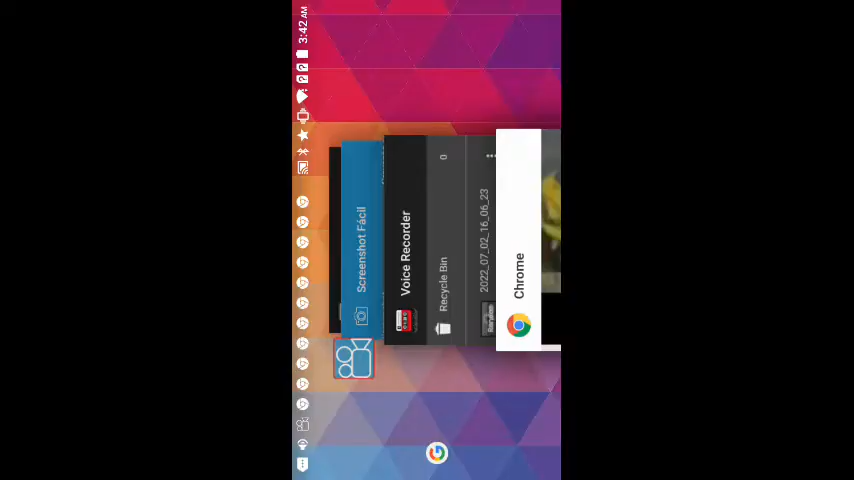 3:42 AM
Screenshot Fácil
Voice Recorder
Recycle Bin
0
2022_07_02_16_06_23
Chrome